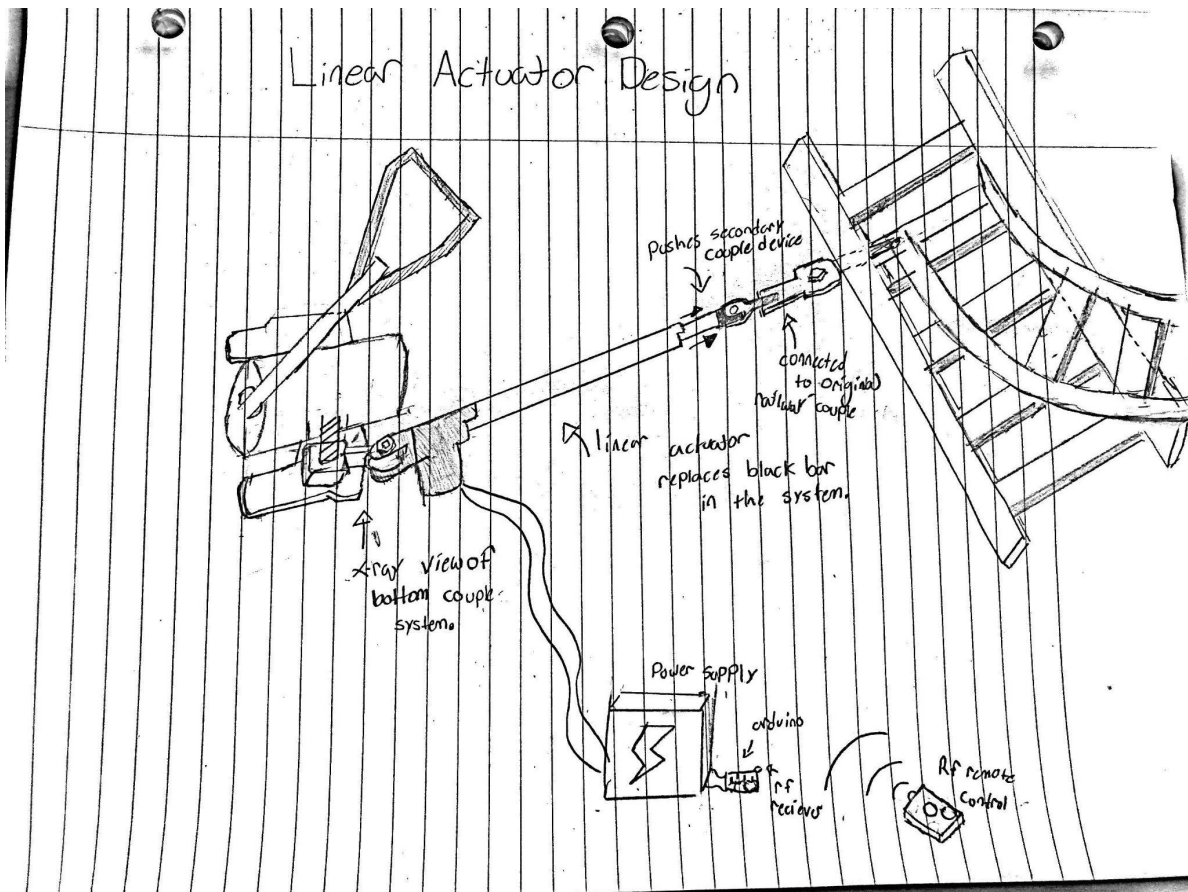 Linear Actuator Design
Pushes secondary
couple device
connected
to original
railway couple
linear actuator
replaces black bar
in the system.
x-ray view of
bottom couple
system.
Power supply
arduino
rf
reciever
Rf remote
control